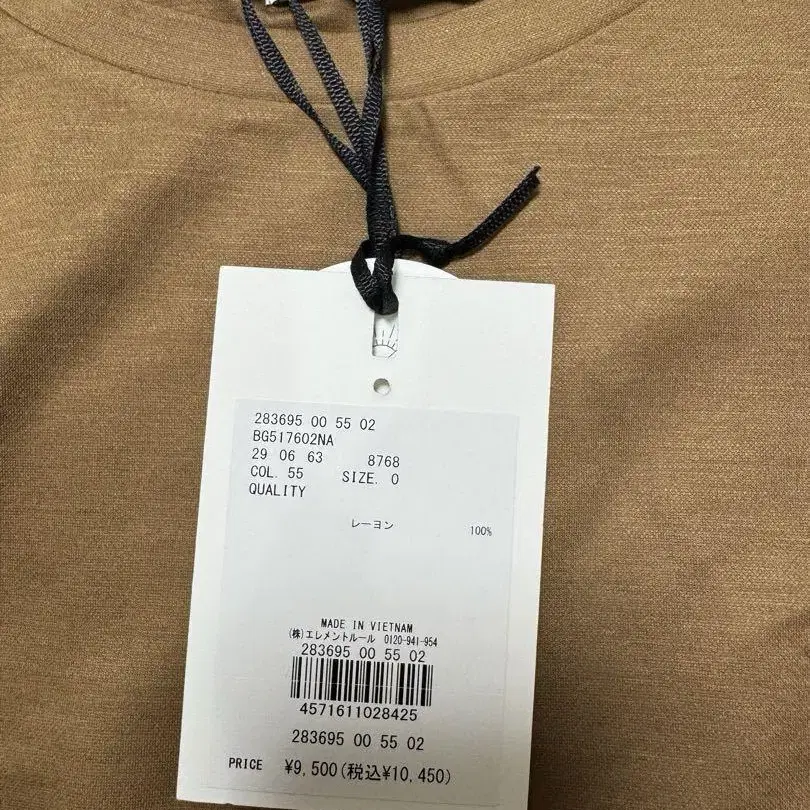 283695 00 55 02
BG517602NA
29 06 63 8768
COL. 55 SIZE. 0
QUALITY
レーヨン 100%
MADE IN VIETNAM
(株)エレメントルール 0120-941-954
283695 00 55 02
4571611028425
283695 00 55 02
PRICE ¥9,500(税込¥10,450)